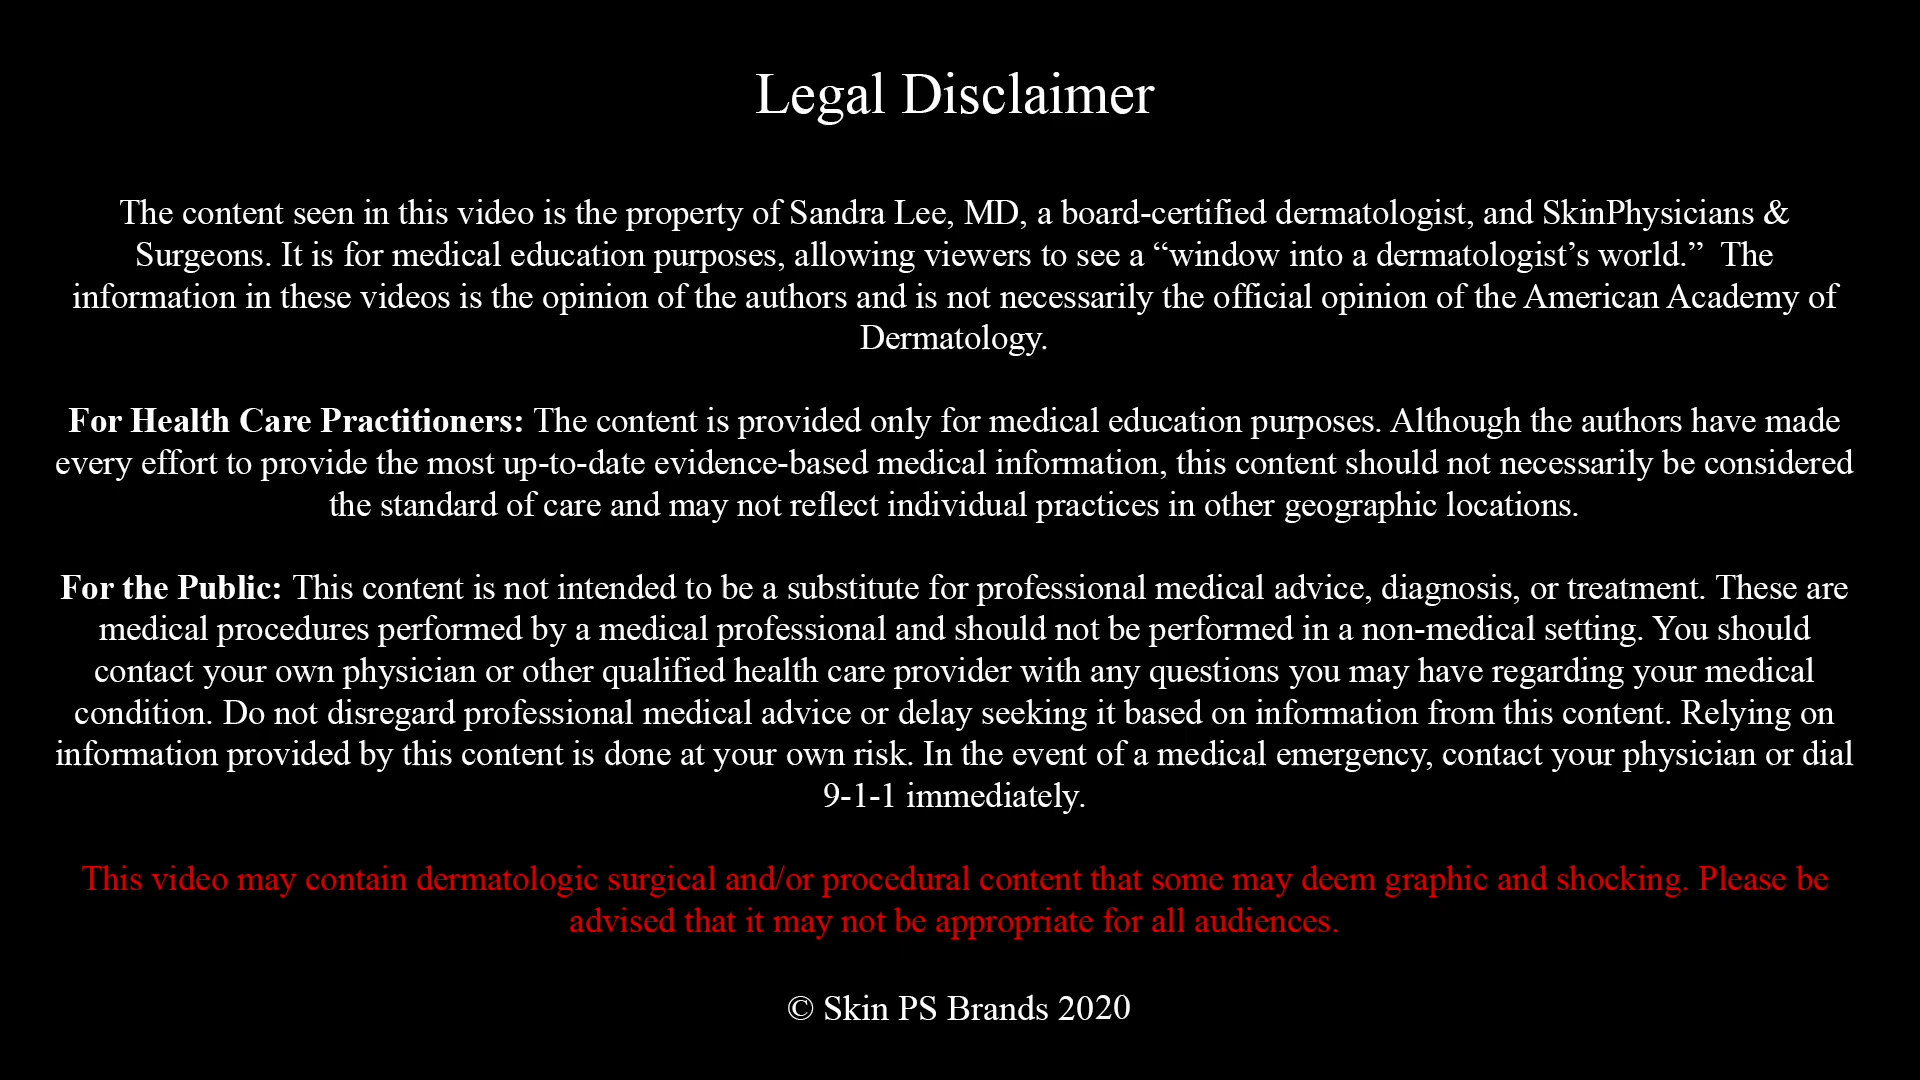 Legal Disclaimer
The content seen in this video is the property of Sandra Lee, MD, a board-certified dermatologist, and SkinPhysicians &
Surgeons. It is for medical education purposes, allowing viewers to see a “window into a dermatologist’s world.”  The
information in these videos is the opinion of the authors and is not necessarily the official opinion of the American Academy of
Dermatology.
For Health Care Practitioners: The content is provided only for medical education purposes. Although the authors have made
every effort to provide the most up-to-date evidence-based medical information, this content should not necessarily be considered
the standard of care and may not reflect individual practices in other geographic locations.
For the Public: This content is not intended to be a substitute for professional medical advice, diagnosis, or treatment. These are
medical procedures performed by a medical professional and should not be performed in a non-medical setting. You should
contact your own physician or other qualified health care provider with any questions you may have regarding your medical
condition. Do not disregard professional medical advice or delay seeking it based on information from this content. Relying on
information provided by this content is done at your own risk. In the event of a medical emergency, contact your physician or dial
9-1-1 immediately.
This video may contain dermatologic surgical and/or procedural content that some may deem graphic and shocking. Please be
advised that it may not be appropriate for all audiences.
© Skin PS Brands 2020